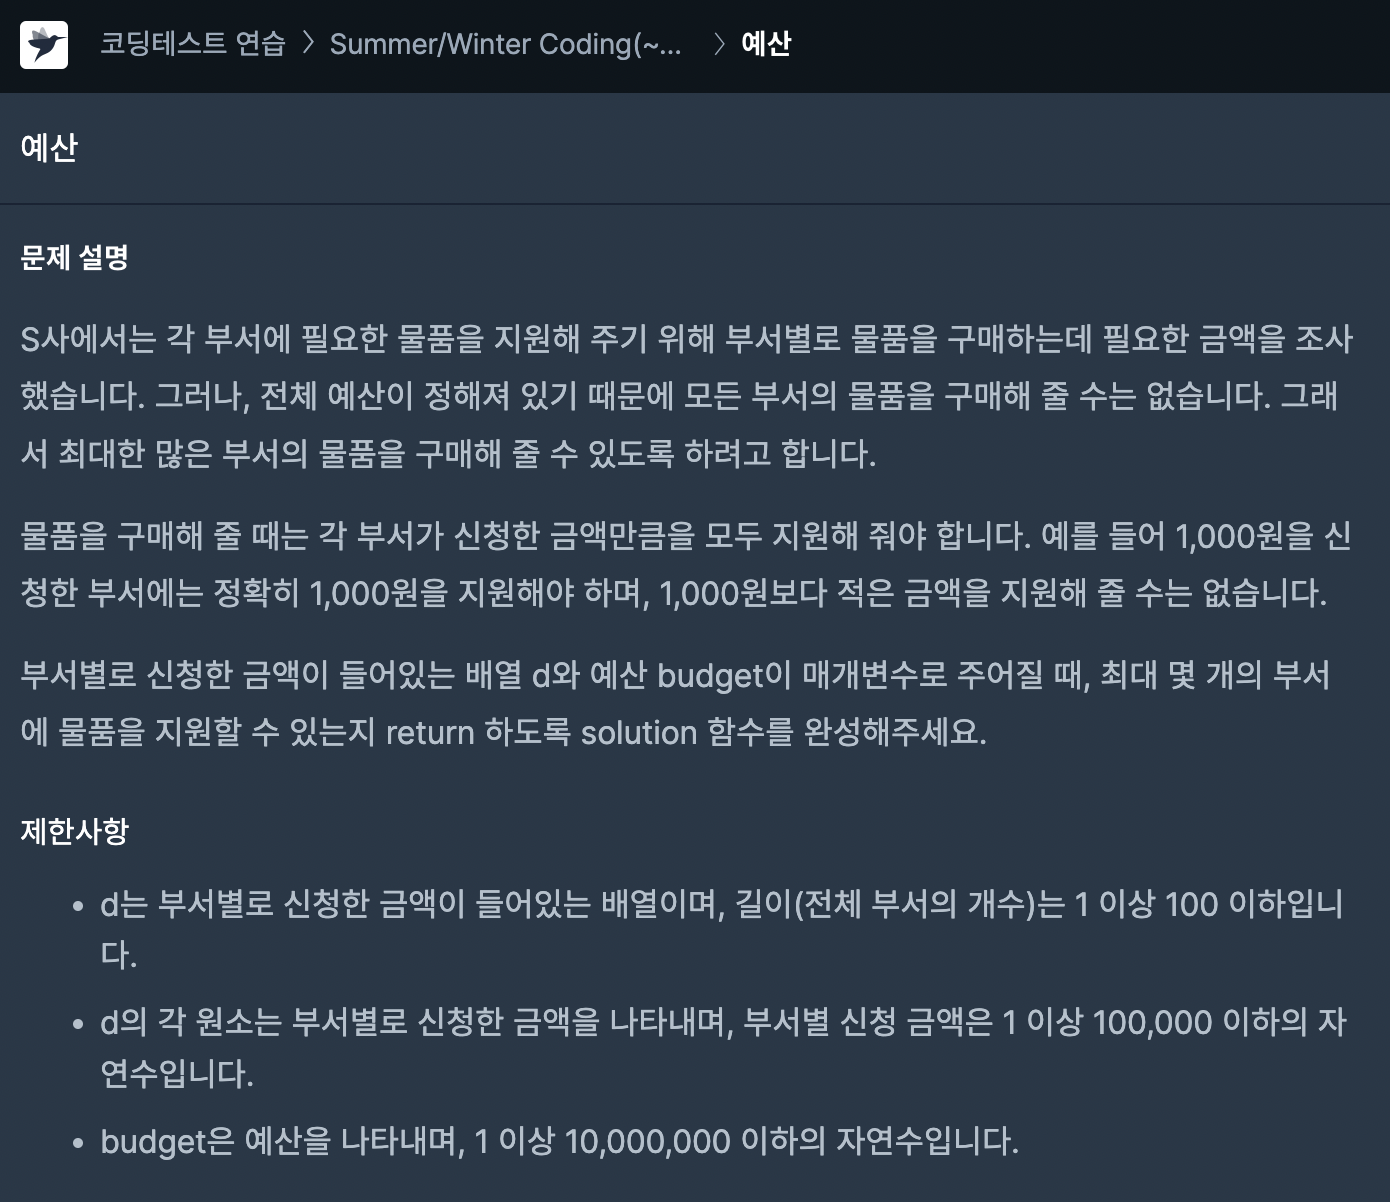 코딩테스트 연습 > Summer/Winter Coding(~... > 예산
예산
문제 설명
S사에서는 각 부서에 필요한 물품을 지원해 주기 위해 부서별로 물품을 구매하는데 필요한 금액을 조사
했습니다. 그러나, 전체 예산이 정해져 있기 때문에 모든 부서의 물품을 구매해 줄 수는 없습니다. 그래
서 최대한 많은 부서의 물품을 구매해 줄 수 있도록 하려고 합니다.
물품을 구매해 줄 때는 각 부서가 신청한 금액만큼을 모두 지원해 줘야 합니다. 예를 들어 1,000원을 신
청한 부서에는 정확히 1,000원을 지원해야 하며, 1,000원보다 적은 금액을 지원해 줄 수는 없습니다.
부서별로 신청한 금액이 들어있는 배열 d와 예산 budget이 매개변수로 주어질 때, 최대 몇 개의 부서
에 물품을 지원할 수 있는지 return 하도록 solution 함수를 완성해주세요.
제한사항
• d는 부서별로 신청한 금액이 들어있는 배열이며, 길이(전체 부서의 개수)는 1 이상 100 이하입니
다.
• d의 각 원소는 부서별로 신청한 금액을 나타내며, 부서별 신청 금액은 1 이상 100,000 이하의 자
연수입니다.
• budget은 예산을 나타내며, 1 이상 10,000,000 이하의 자연수입니다.